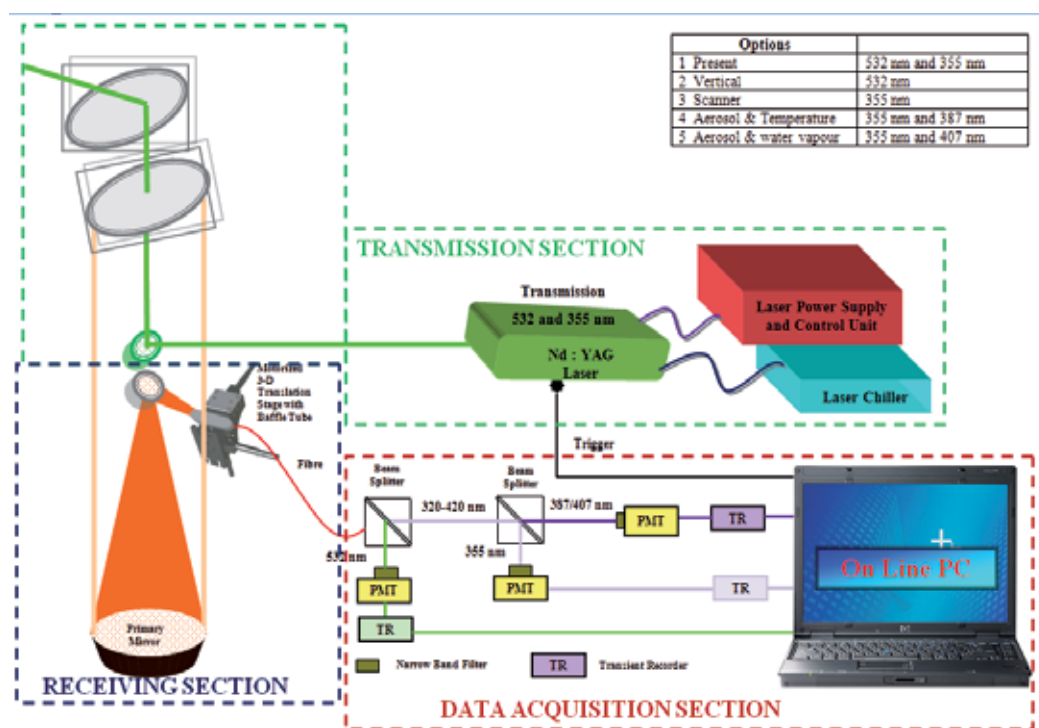 Options
1 Present 532 nm and 355 nm
2 Vertical 532 nm
3 Scanner 355 nm
4 Aerosol & Temperature 355 nm and 387 nm
5 Aerosol & water vapour 355 nm and 407 nm
TRANSMISSION SECTION
Transmission
532 and 355 nm
Nd : YAG
Laser
Laser Power Supply
and Control Unit
Laser Chiller
3-D
Translation
Stage with
Baffle Tube
Fibre
Trigger
Beam
Splitter
Beam
Splitter
320-420 nm
387/407 nm
532 nm
355 nm
PMT
TR
PMT
PMT
TR
TR
On Line PC
Primary
Mirror
Narrow Band Filter
TR
Transient Recorder
RECEIVING SECTION
DATA ACQUISITION SECTION